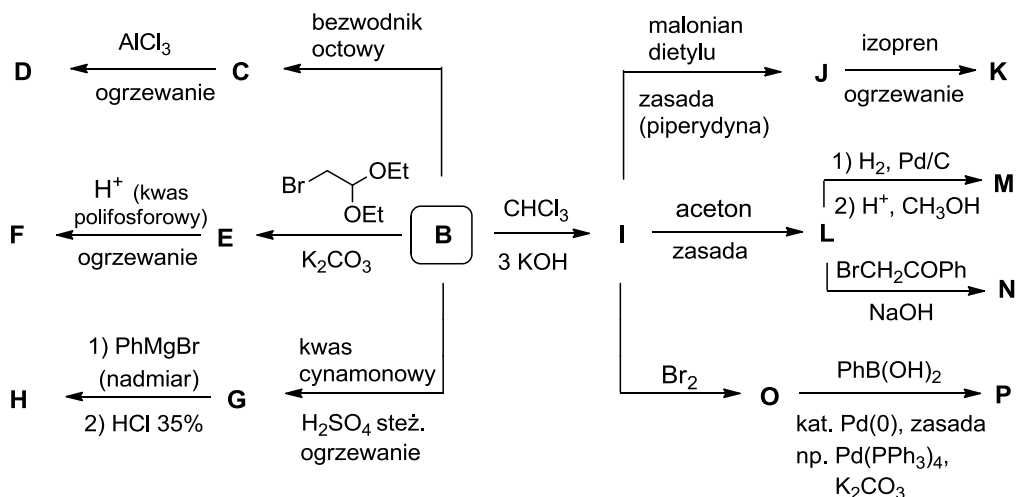 AlCl3
D C
ogrzewanie
bezwodnik
octowy
malonian
dietylu
zasada
(piperydyna)
J
izopren
ogrzewanie
K
H+ (kwas
polifosforowy)
F E
ogrzewanie
Br OEt
OEt
K2CO3
B
CHCl3
3 KOH
I
aceton
zasada
L
1) H2, Pd/C
2) H+, CH3OH
M
BrCH2COPh
NaOH
N
1) PhMgBr
(nadmiar)
H G
2) HCl 35%
kwas
cynamonowy
H2SO4 stęż.
ogrzewanie
Br2
O
PhB(OH)2
P
kat. Pd(0), zasada
np. Pd(PPh3)4,
K2CO3